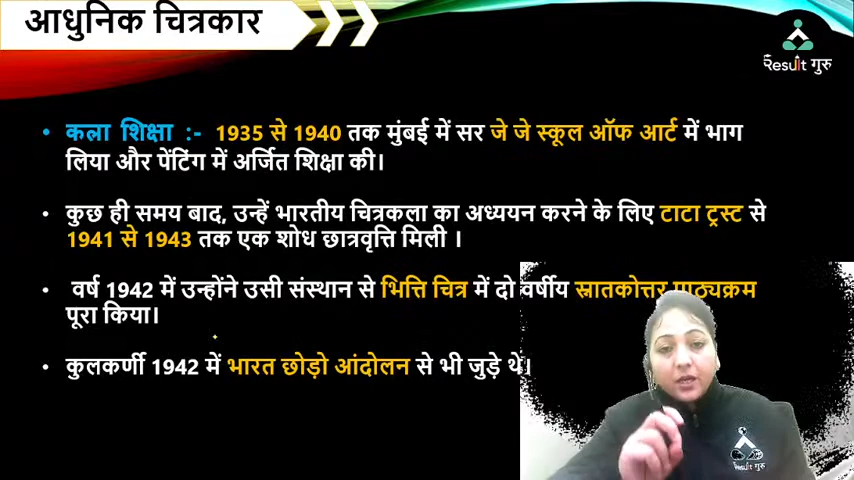 आधुनिक चित्रकार
Result गुरु
• कला शिक्षा :- 1935 से 1940 तक मुंबई में सर जे जे स्कूल ऑफ आर्ट में भाग
लिया और पेंटिंग में अर्जित शिक्षा की।
• कुछ ही समय बाद, उन्हें भारतीय चित्रकला का अध्ययन करने के लिए टाटा ट्रस्ट से
1941 से 1943 तक एक शोध छात्रवृत्ति मिली ।
• वर्ष 1942 में उन्होंने उसी संस्थान से भित्ति चित्र में दो वर्षीय स्नातकोत्तर पाठ्यक्रम
पूरा किया।
• कुलकर्णी 1942 में भारत छोड़ो आंदोलन से भी जुड़े थे।
Result गुरु